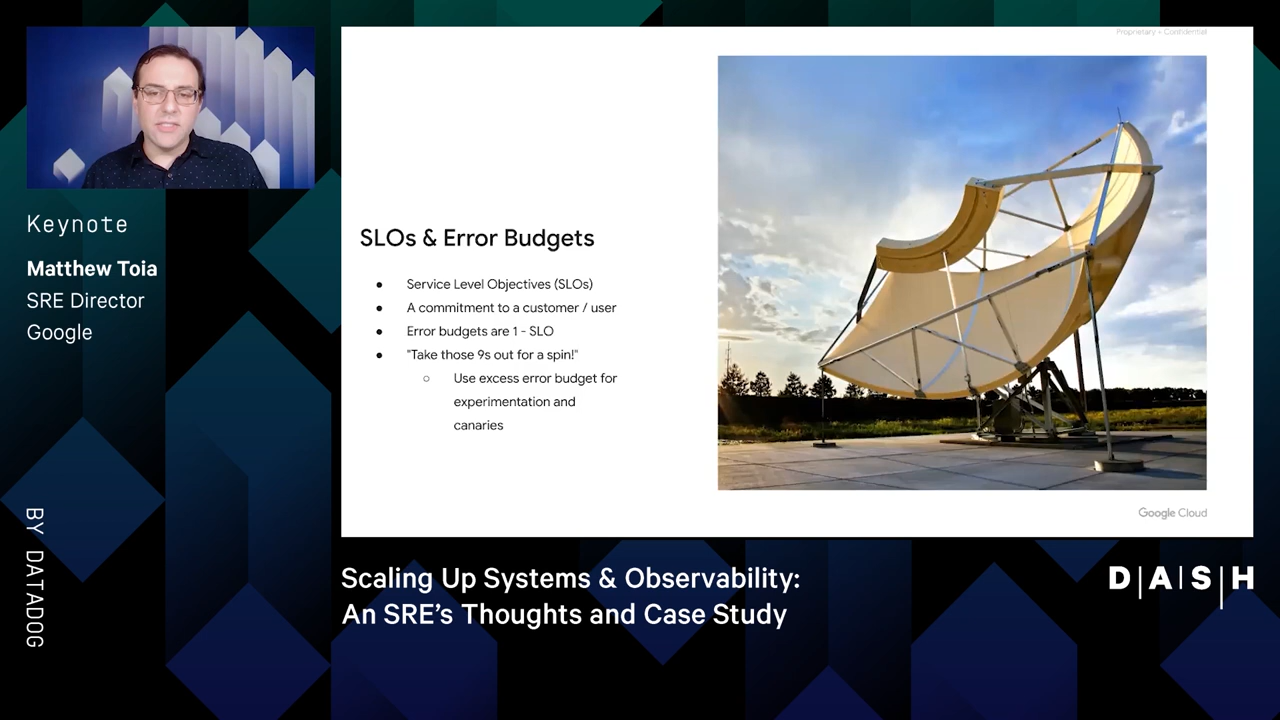 Keynote
Matthew Toia
SRE Director
Google
BY DATADOG
Proprietary + Confidential
SLOs & Error Budgets
● Service Level Objectives (SLOs)
● A commitment to a customer / user
● Error budgets are 1 - SLO
● "Take those 9s out for a spin!"
○ Use excess error budget for
experimentation and
canaries
Google Cloud
Scaling Up Systems & Observability:
An SRE’s Thoughts and Case Study
D|A|S|H